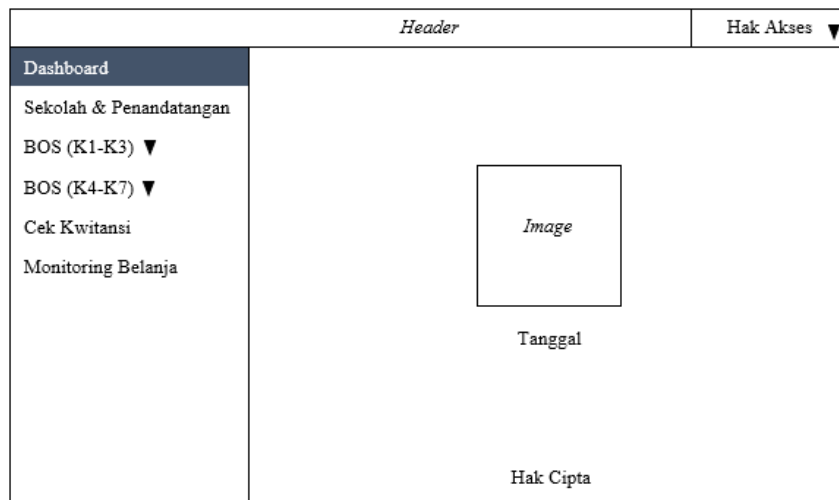 Header
Hak Akses ▼
Dashboard
Sekolah & Penandatangan
BOS (K1-K3) ▼
BOS (K4-K7) ▼
Cek Kwitansi
Monitoring Belanja
Image
Tanggal
Hak Cipta